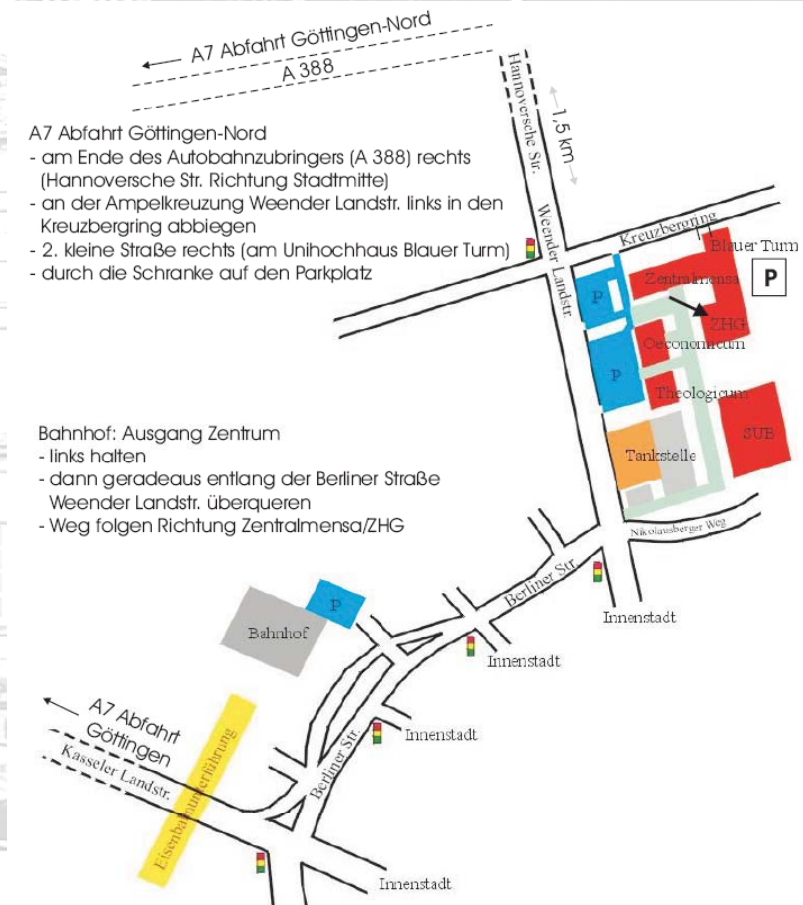 A7 Abfahrt Göttingen-Nord
A 388
Hannoversche Str.
1,5 km
A7 Abfahrt Göttingen-Nord
- am Ende des Autobahnzubringers (A 388) rechts
(Hannoversche Str. Richtung Stadtmitte)
- an der Ampelkreuzung Weender Landstr. links in den
Kreuzbergring abbiegen
- 2. kleine Straße rechts (am Unihochhaus Blauer Turm)
- durch die Schranke auf den Parkplatz
Weender Landstr.
Kreuzbergring
Blauer Turm
Zentralmensa
P
P
ZHG
Oeconomicum
P
Theologicum
SUB
Tankstelle
Nikolausberger Weg
Bahnhof: Ausgang Zentrum
- links halten
- dann geradeaus entlang der Berliner Straße
Weender Landstr. überqueren
- Weg folgen Richtung Zentralmensa/ZHG
Berliner Str.
Innenstadt
P
Bahnhof
Innenstadt
A7 Abfahrt
Göttingen
Kasseler Landstr.
Eisenbahnunterführung
Berliner Str.
Innenstadt
Innenstadt